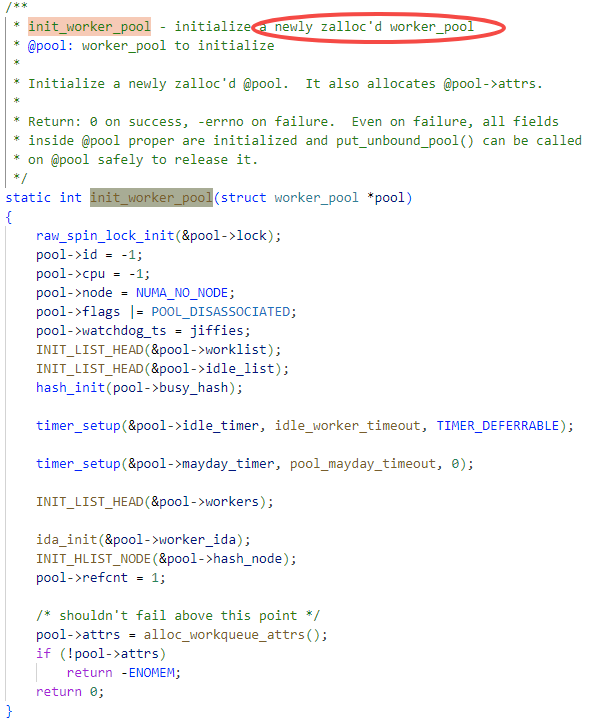 /**
 * init_worker_pool - initialize a newly zalloc'd worker_pool
 * @pool: worker_pool to initialize
 *
 * Initialize a newly zalloc'd @pool.  It also allocates @pool->attrs.
 *
 * Return: 0 on success, -errno on failure.  Even on failure, all fields
 * inside @pool proper are initialized and put_unbound_pool() can be called
 * on @pool safely to release it.
 */
static int init_worker_pool(struct worker_pool *pool)
{
    raw_spin_lock_init(&pool->lock);
    pool->id = -1;
    pool->cpu = -1;
    pool->node = NUMA_NO_NODE;
    pool->flags |= POOL_DISASSOCIATED;
    pool->watchdog_ts = jiffies;
    INIT_LIST_HEAD(&pool->worklist);
    INIT_LIST_HEAD(&pool->idle_list);
    hash_init(pool->busy_hash);

    timer_setup(&pool->idle_timer, idle_worker_timeout, TIMER_DEFERRABLE);

    timer_setup(&pool->mayday_timer, pool_mayday_timeout, 0);

    INIT_LIST_HEAD(&pool->workers);

    ida_init(&pool->worker_ida);
    INIT_HLIST_NODE(&pool->hash_node);
    pool->refcnt = 1;

    /* shouldn't fail above this point */
    pool->attrs = alloc_workqueue_attrs();
    if (!pool->attrs)
        return -ENOMEM;
    return 0;
}